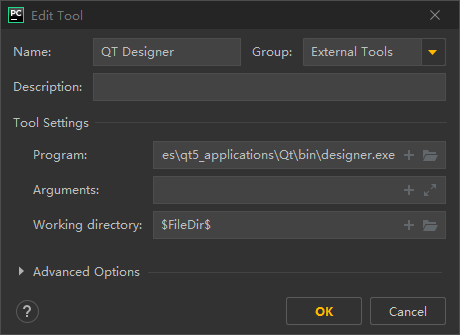 PC Edit Tool
Name: QT Designer Group: External Tools
Description:
Tool Settings
Program: es\qt5_applications\Qt\bin\designer.exe
Arguments:
Working directory: $FileDir$
Advanced Options
? OK Cancel